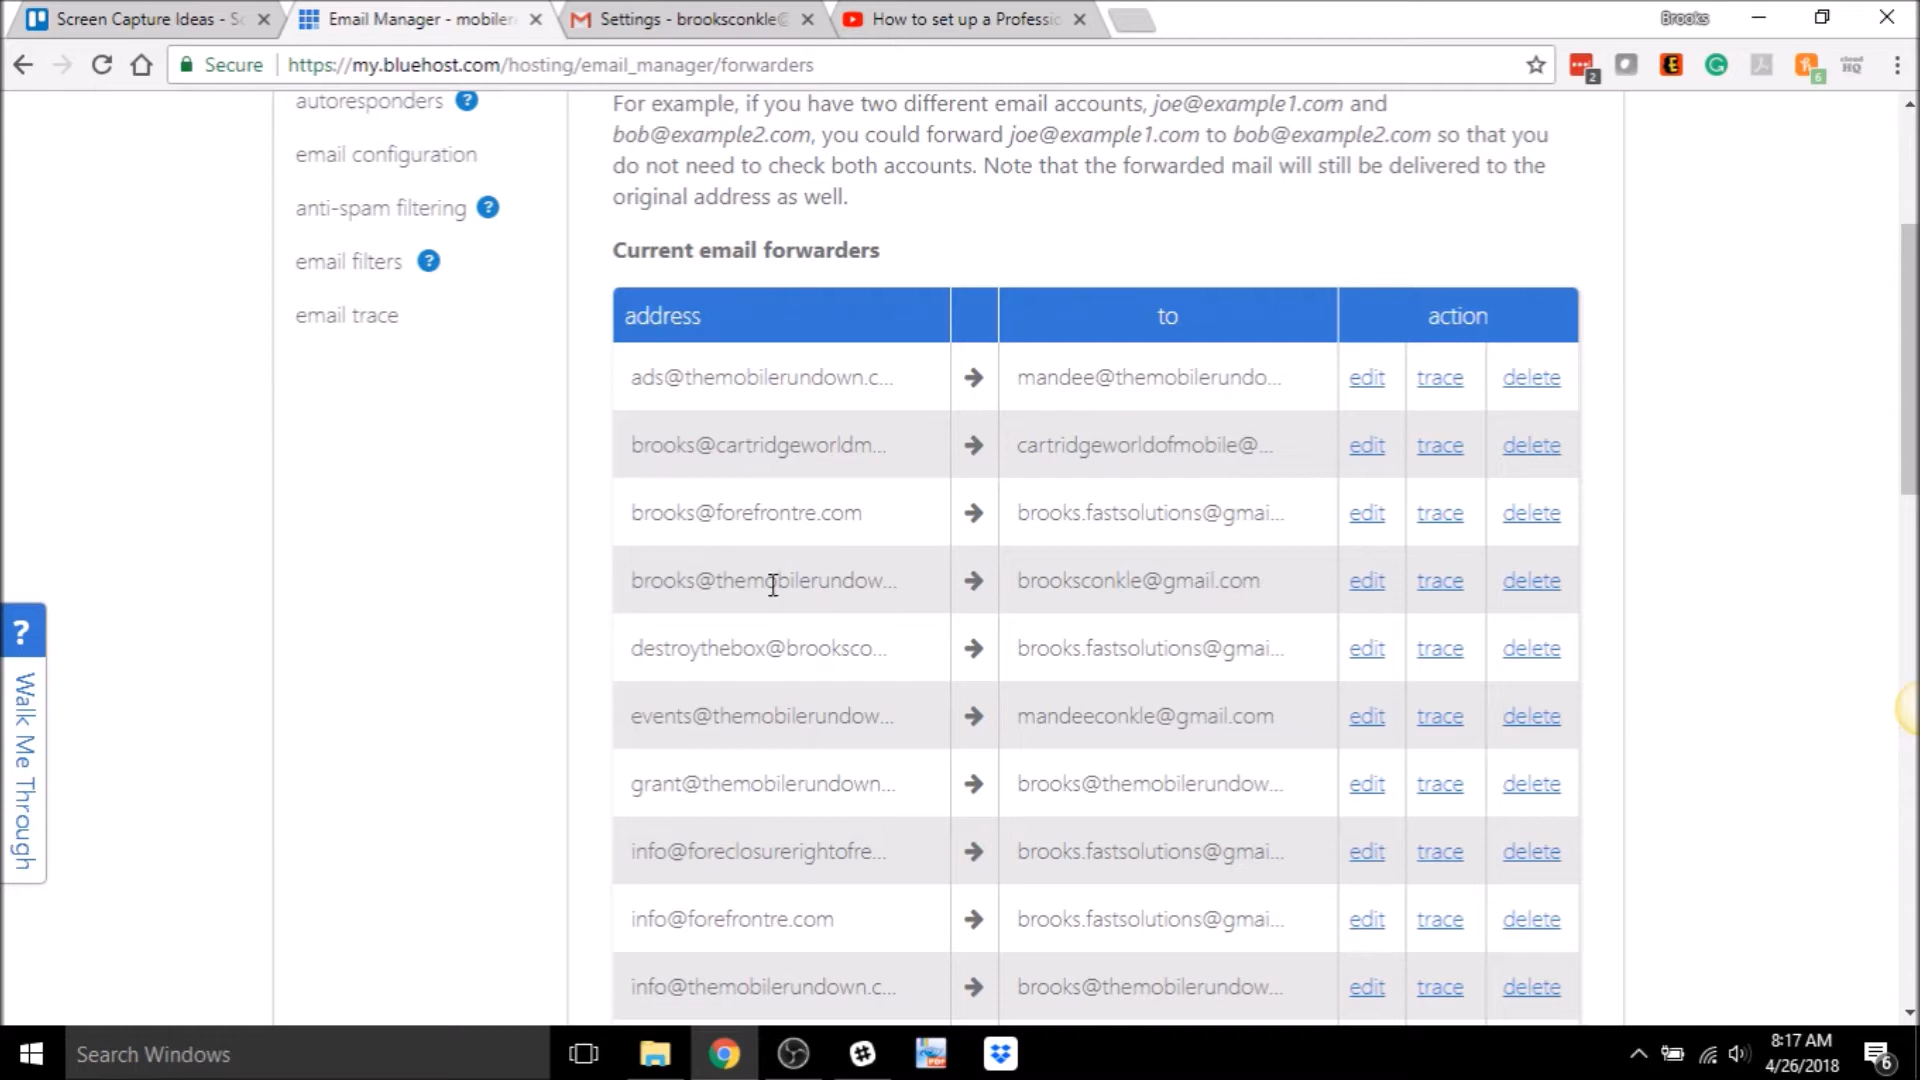 Screen Capture Ideas - S
Email Manager - mobiler
Settings - brooksconkle@
How to set up a Professi
Brooks
Secure
https://my.bluehost.com/hosting/email_manager/forwarders
2
6
cloud
HQ
autoresponders ?
email configuration
anti-spam filtering ?
email filters ?
email trace
For example, if you have two different email accounts, joe@example1.com and
bob@example2.com, you could forward joe@example1.com to bob@example2.com so that you
do not need to check both accounts. Note that the forwarded mail will still be delivered to the
original address as well.
Current email forwarders
address to action
ads@themobilerundown.c... mandee@themobilerundo... edit trace delete
brooks@cartridgeworldm... cartridgeworldofmobile@... edit trace delete
brooks@forefrontre.com brooks.fastsolutions@gmai... edit trace delete
brooks@themobilerundow... brooksconkle@gmail.com edit trace delete
destroythebox@brooksco... brooks.fastsolutions@gmai... edit trace delete
events@themobilerundow... mandeeconkle@gmail.com edit trace delete
grant@themobilerundown... brooks@themobilerundow... edit trace delete
info@foreclosurerightofre... brooks.fastsolutions@gmai... edit trace delete
info@forefrontre.com brooks.fastsolutions@gmai... edit trace delete
info@themobilerundown.c... brooks@themobilerundow... edit trace delete
?
Walk Me Through
Search Windows
PDF
8:17 AM
4/26/2018
6